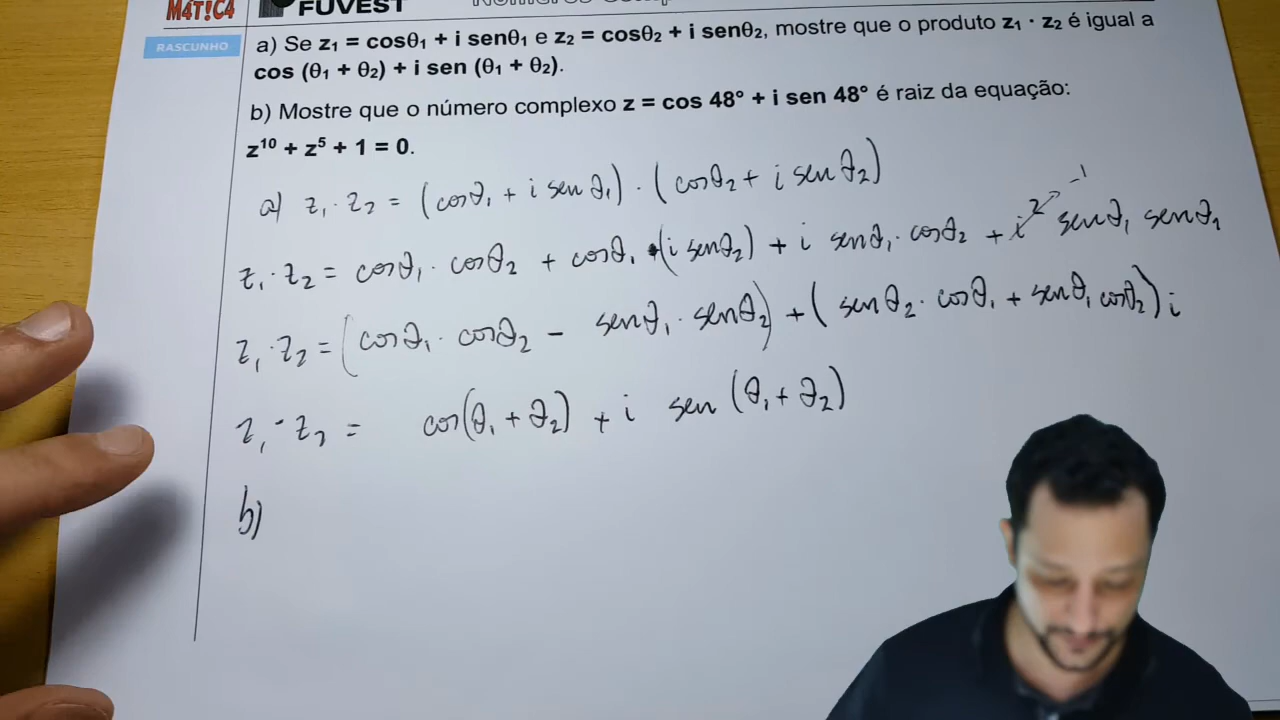 M4T!C4
FUVEST
RASCUNHO
a) Se z₁ = cosθ₁ + i senθ₁ e z₂ = cosθ₂ + i senθ₂, mostre que o produto z₁ · z₂ é igual a
cos (θ₁ + θ₂) + i sen (θ₁ + θ₂).
b) Mostre que o número complexo z = cos 48° + i sen 48° é raiz da equação:
z¹⁰ + z⁵ + 1 = 0.
a) z₁ · z₂ = (cosθ₁ + i sen θ₁) · (cosθ₂ + i sen θ₂)
z₁ · z₂ = cosθ₁ · cosθ₂ + cosθ₁ · (i senθ₂) + i senθ₁ · cosθ₂ + i² senθ₁ senθ₂
-1
z₁ · z₂ = (cosθ₁ · cosθ₂ - senθ₁ · senθ₂) + (senθ₂ · cosθ₁ + senθ₁ cosθ₂) i
z₁ · z₂ = cos(θ₁ + θ₂) + i sen (θ₁ + θ₂)
b)